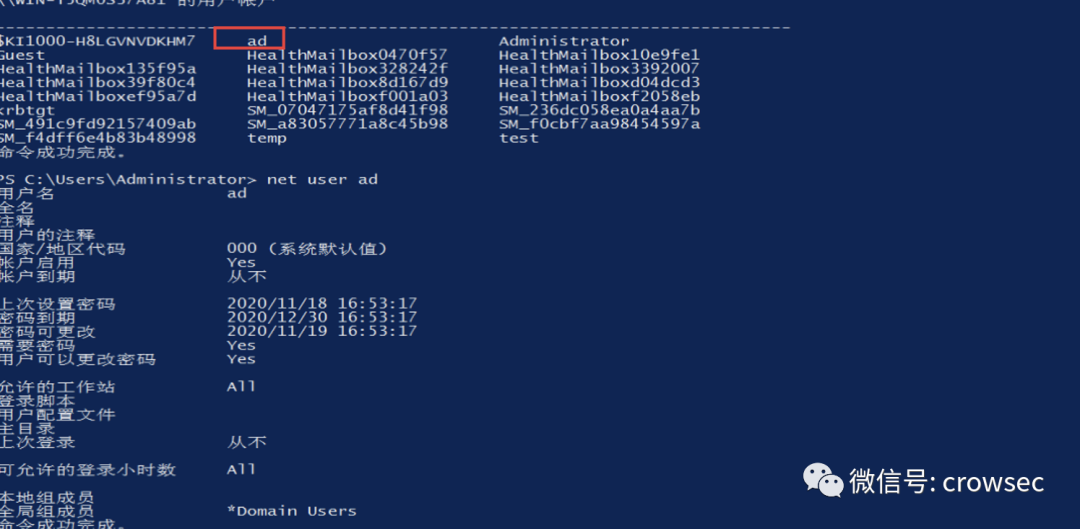 的用户帐户
$KI1000-H8LGVNVDKHM7 ad Administrator
Guest HealthMailbox0470f57 HealthMailbox10e9fe1
HealthMailbox135f95a HealthMailbox328242f HealthMailbox3392007
HealthMailbox39f80c4 HealthMailbox8d167d9 HealthMailboxd04dcd3
HealthMailboxef95a7d HealthMailboxf001a03 HealthMailboxf2058eb
krbtgt SM_07047175af8d41f98 SM_236dc058ea0a4aa7b
SM_491c9fd92157409ab SM_a83057771a8c45b98 SM_f0cbf7aa98454597a
SM_f4dff6e4b83b48998 temp test
命令成功完成。
PS C:\Users\Administrator> net user ad
用户名 ad
全名
注释
用户的注释
国家/地区代码 000 (系统默认值)
帐户启用 Yes
帐户到期 从不
上次设置密码 2020/11/18 16:53:17
密码到期 2020/12/30 16:53:17
密码可更改 2020/11/19 16:53:17
需要密码 Yes
用户可以更改密码 Yes
允许的工作站 All
登录脚本
用户配置文件
主目录
上次登录 从不
可允许的登录小时数 All
本地组成员
全局组成员 *Domain Users
命令成功完成。
微信号: crowsec